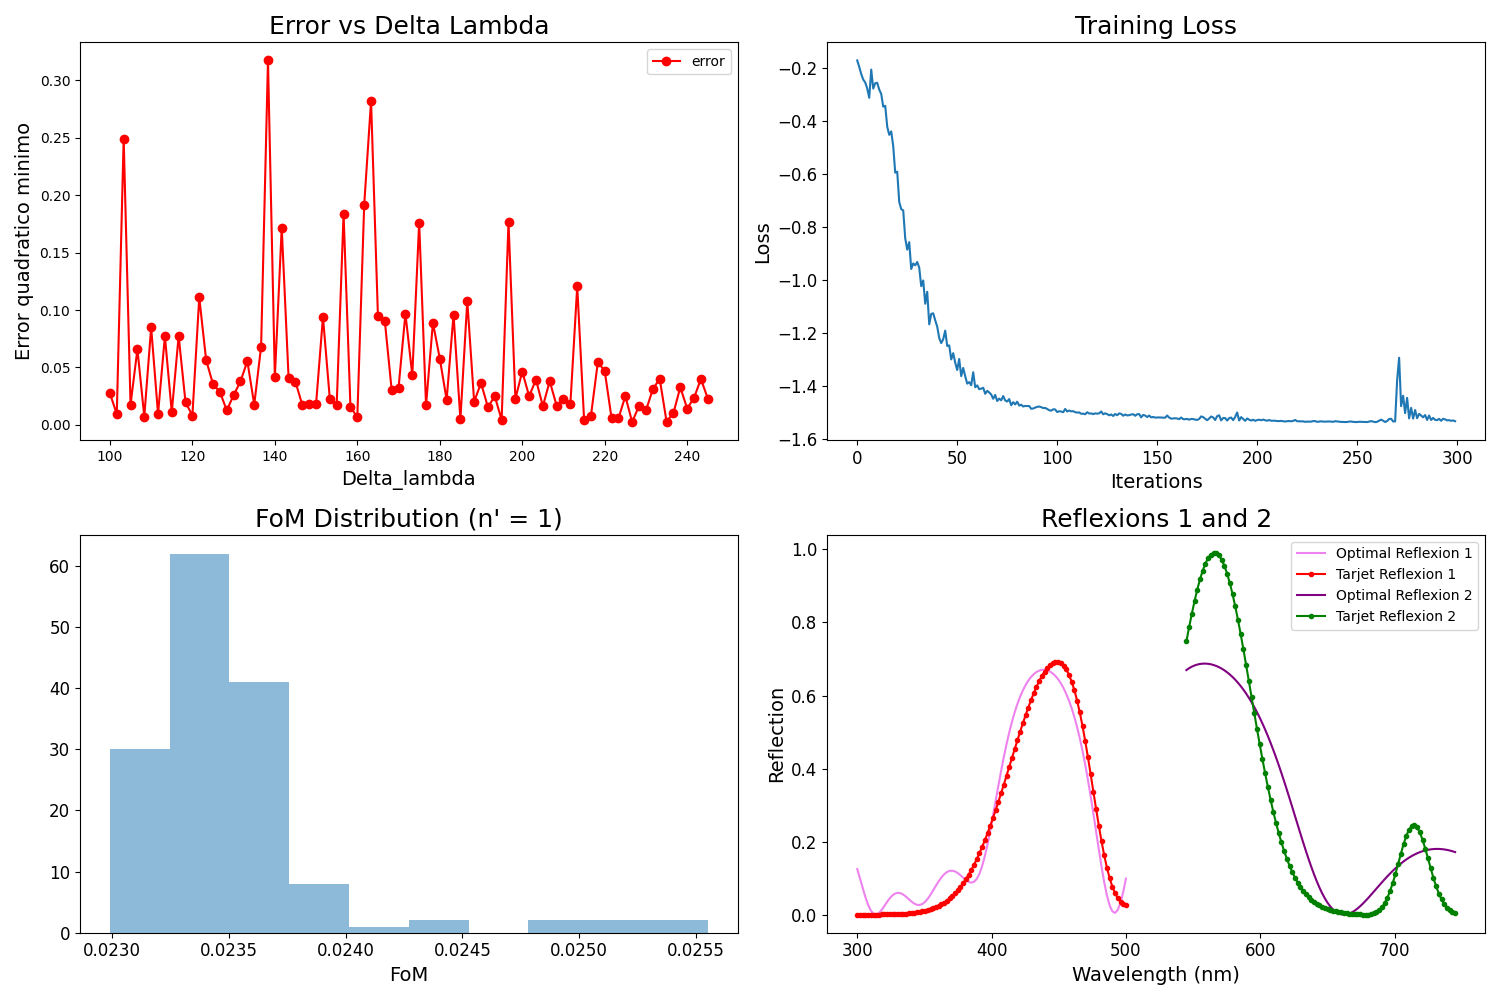 Error vs Delta Lambda
error
Error quadratico minimo
0.30
0.25
0.20
0.15
0.10
0.05
0.00
100 120 140 160 180 200 220 240
Delta_lambda
Training Loss
Loss
−0.2
−0.4
−0.6
−0.8
−1.0
−1.2
−1.4
−1.6
0 50 100 150 200 250 300
Iterations
FoM Distribution (n' = 1)
60
50
40
30
20
10
0
0.0230 0.0235 0.0240 0.0245 0.0250 0.0255
FoM
Reflexions 1 and 2
Optimal Reflexion 1
Tarjet Reflexion 1
Optimal Reflexion 2
Tarjet Reflexion 2
Reflection
1.0
0.8
0.6
0.4
0.2
0.0
300 400 500 600 700
Wavelength (nm)